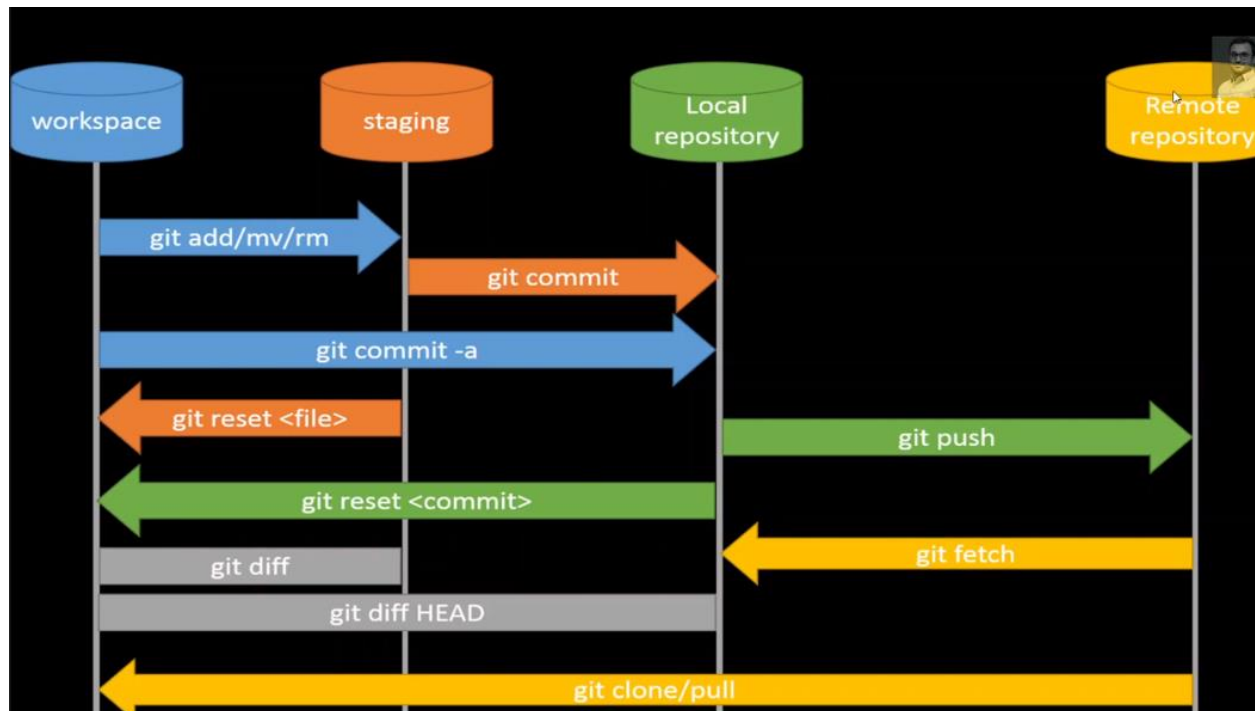 workspace
staging
Local
repository
Remote
repository
git add/mv/rm
git commit
git commit -a
git reset <file>
git push
git reset <commit>
git fetch
git diff
git diff HEAD
git clone/pull